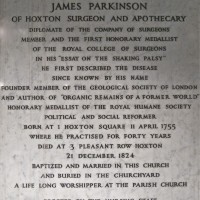 JAMES PARKINSON
OF HOXTON SURGEON AND APOTHECARY
DIPLOMATE OF THE COMPANY OF SURGEONS
MEMBER AND THE FIRST HONORARY MEDALLIST
OF THE ROYAL COLLEGE OF SURGEONS
IN HIS "ESSAY ON THE SHAKING PALSY"
HE FIRST DESCRIBED THE DISEASE
SINCE KNOWN BY HIS NAME
FOUNDER MEMBER OF THE GEOLOGICAL SOCIETY OF LONDON
AND AUTHOR OF "ORGANIC REMAINS OF A FORMER WORLD"
HONORARY MEDALLIST OF THE ROYAL HUMANE SOCIETY
POLITICAL AND SOCIAL REFORMER
BORN AT 1 HOXTON SQUARE 11 APRIL 1755
WHERE HE PRACTISED FOR FORTY YEARS
DIED AT 3 PLEASANT ROW HOXTON
21 DECEMBER 1824
BAPTIZED AND MARRIED IN THIS CHURCH
AND BURIED IN THE CHURCHYARD
A LIFE LONG WORSHIPPER AT THE PARISH CHURCH